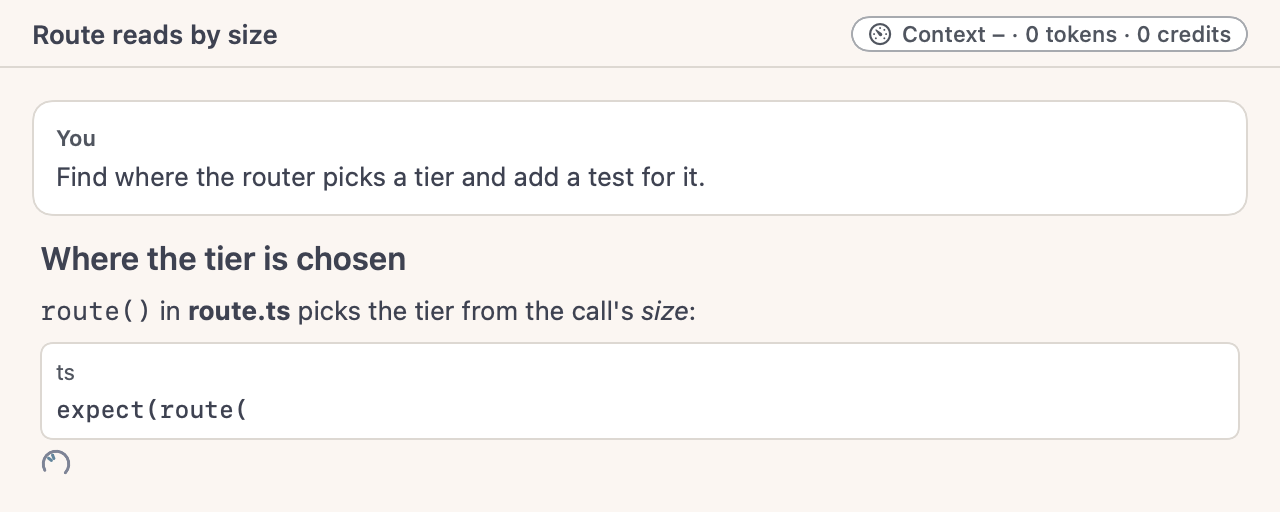 Route reads by size
Context – · 0 tokens · 0 credits
You
Find where the router picks a tier and add a test for it.
Where the tier is chosen
route() in route.ts picks the tier from the call's size:
ts
expect(route(